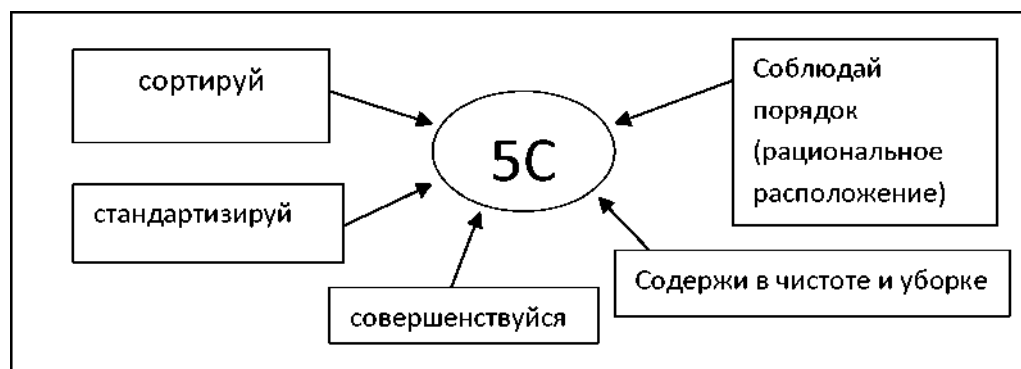 сортируй
Соблюдай
порядок
(рациональное
расположение)
5С
стандартизируй
Содержи в чистоте и уборке
совершенствуйся